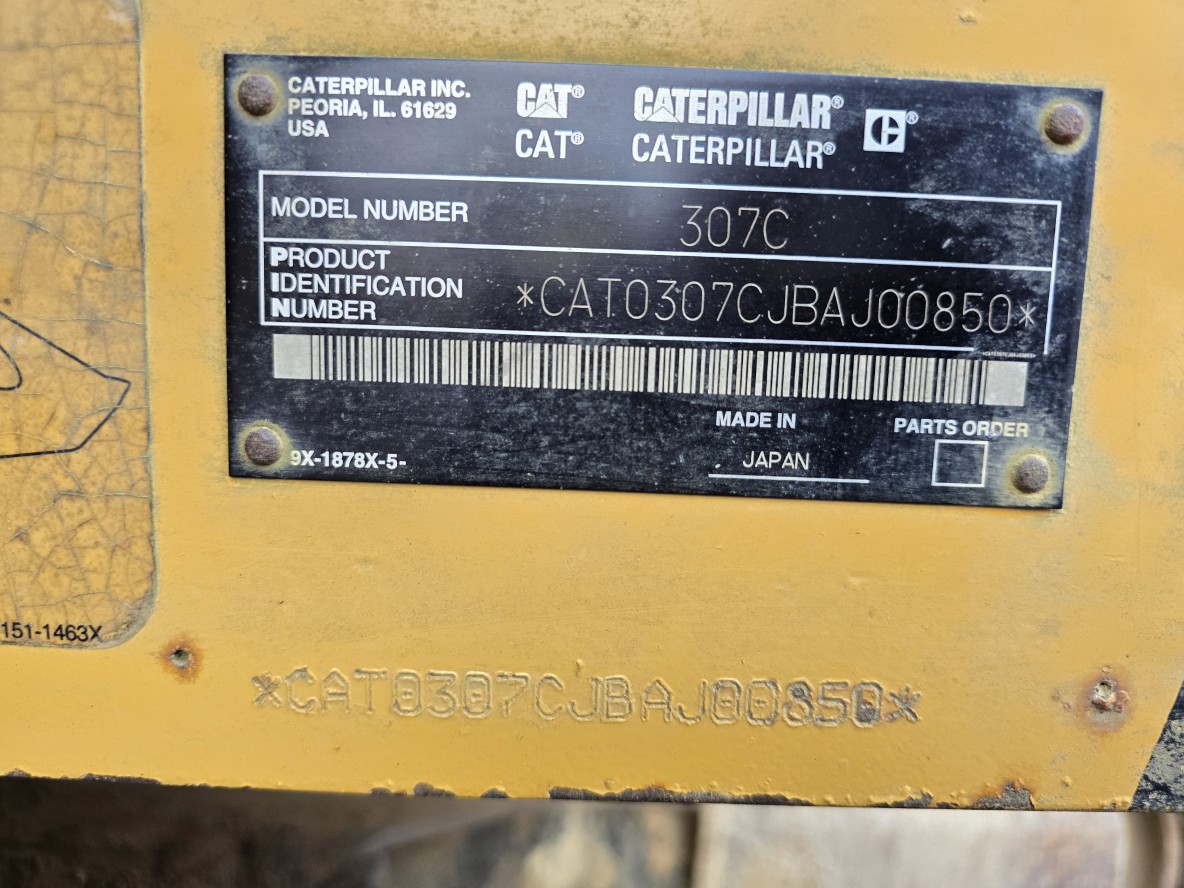 CATERPILLAR INC.
PEORIA, IL. 61629
USA
CAT® CATERPILLAR® C®
CAT® CATERPILLAR®
MODEL NUMBER 307C
PRODUCT
IDENTIFICATION
NUMBER
*CAT0307CJBAJ00850*
*CAT0307CJBAJ00850*
MADE IN
JAPAN
PARTS ORDER
9X-1878X-5-
151-1463X
*CAT0307CJBAJ00850*